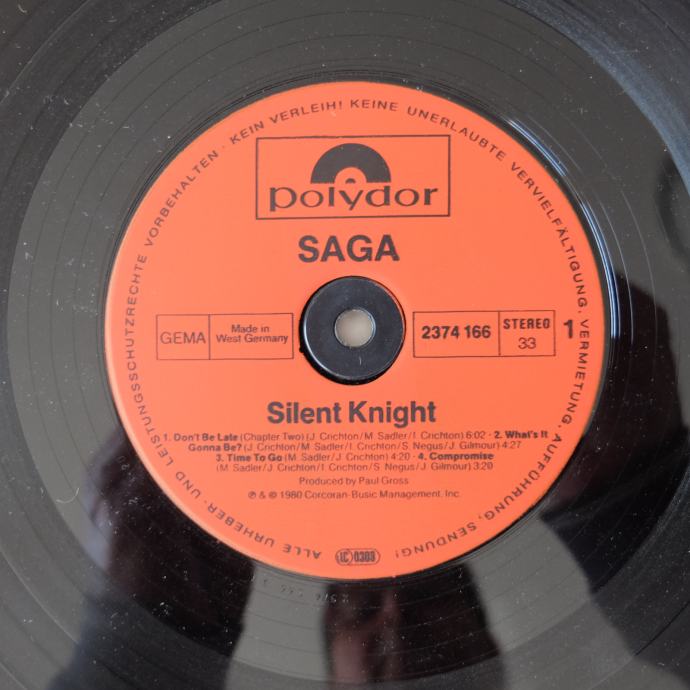 ALLE URHEBER- UND LEISTUNGSSCHUTZRECHTE VORBEHALTEN · KEIN VERLEIH! KEINE UNERLAUBTE VERVIELFÄLTIGUNG, VERMIETUNG, AUFFÜHRUNG, SENDUNG!
polydor
SAGA
GEMA
Made in
West Germany
2374 166
STEREO
33
1
Silent Knight
1. Don't Be Late (Chapter Two) (J. Crichton/M. Sadler/I. Crichton) 6:02 · 2. What's It
Gonna Be? (J. Crichton/M. Sadler/I. Crichton/S. Negus/J. Gilmour) 4:27
3. Time To Go (M. Sadler/J. Crichton) 4:20 · 4. Compromise
(M. Sadler/J. Crichton/I. Crichton/S. Negus/J. Gilmour) 3:20
Produced by Paul Gross
℗ & © 1980 Corcoran-Busic Management, Inc.
LC 0309